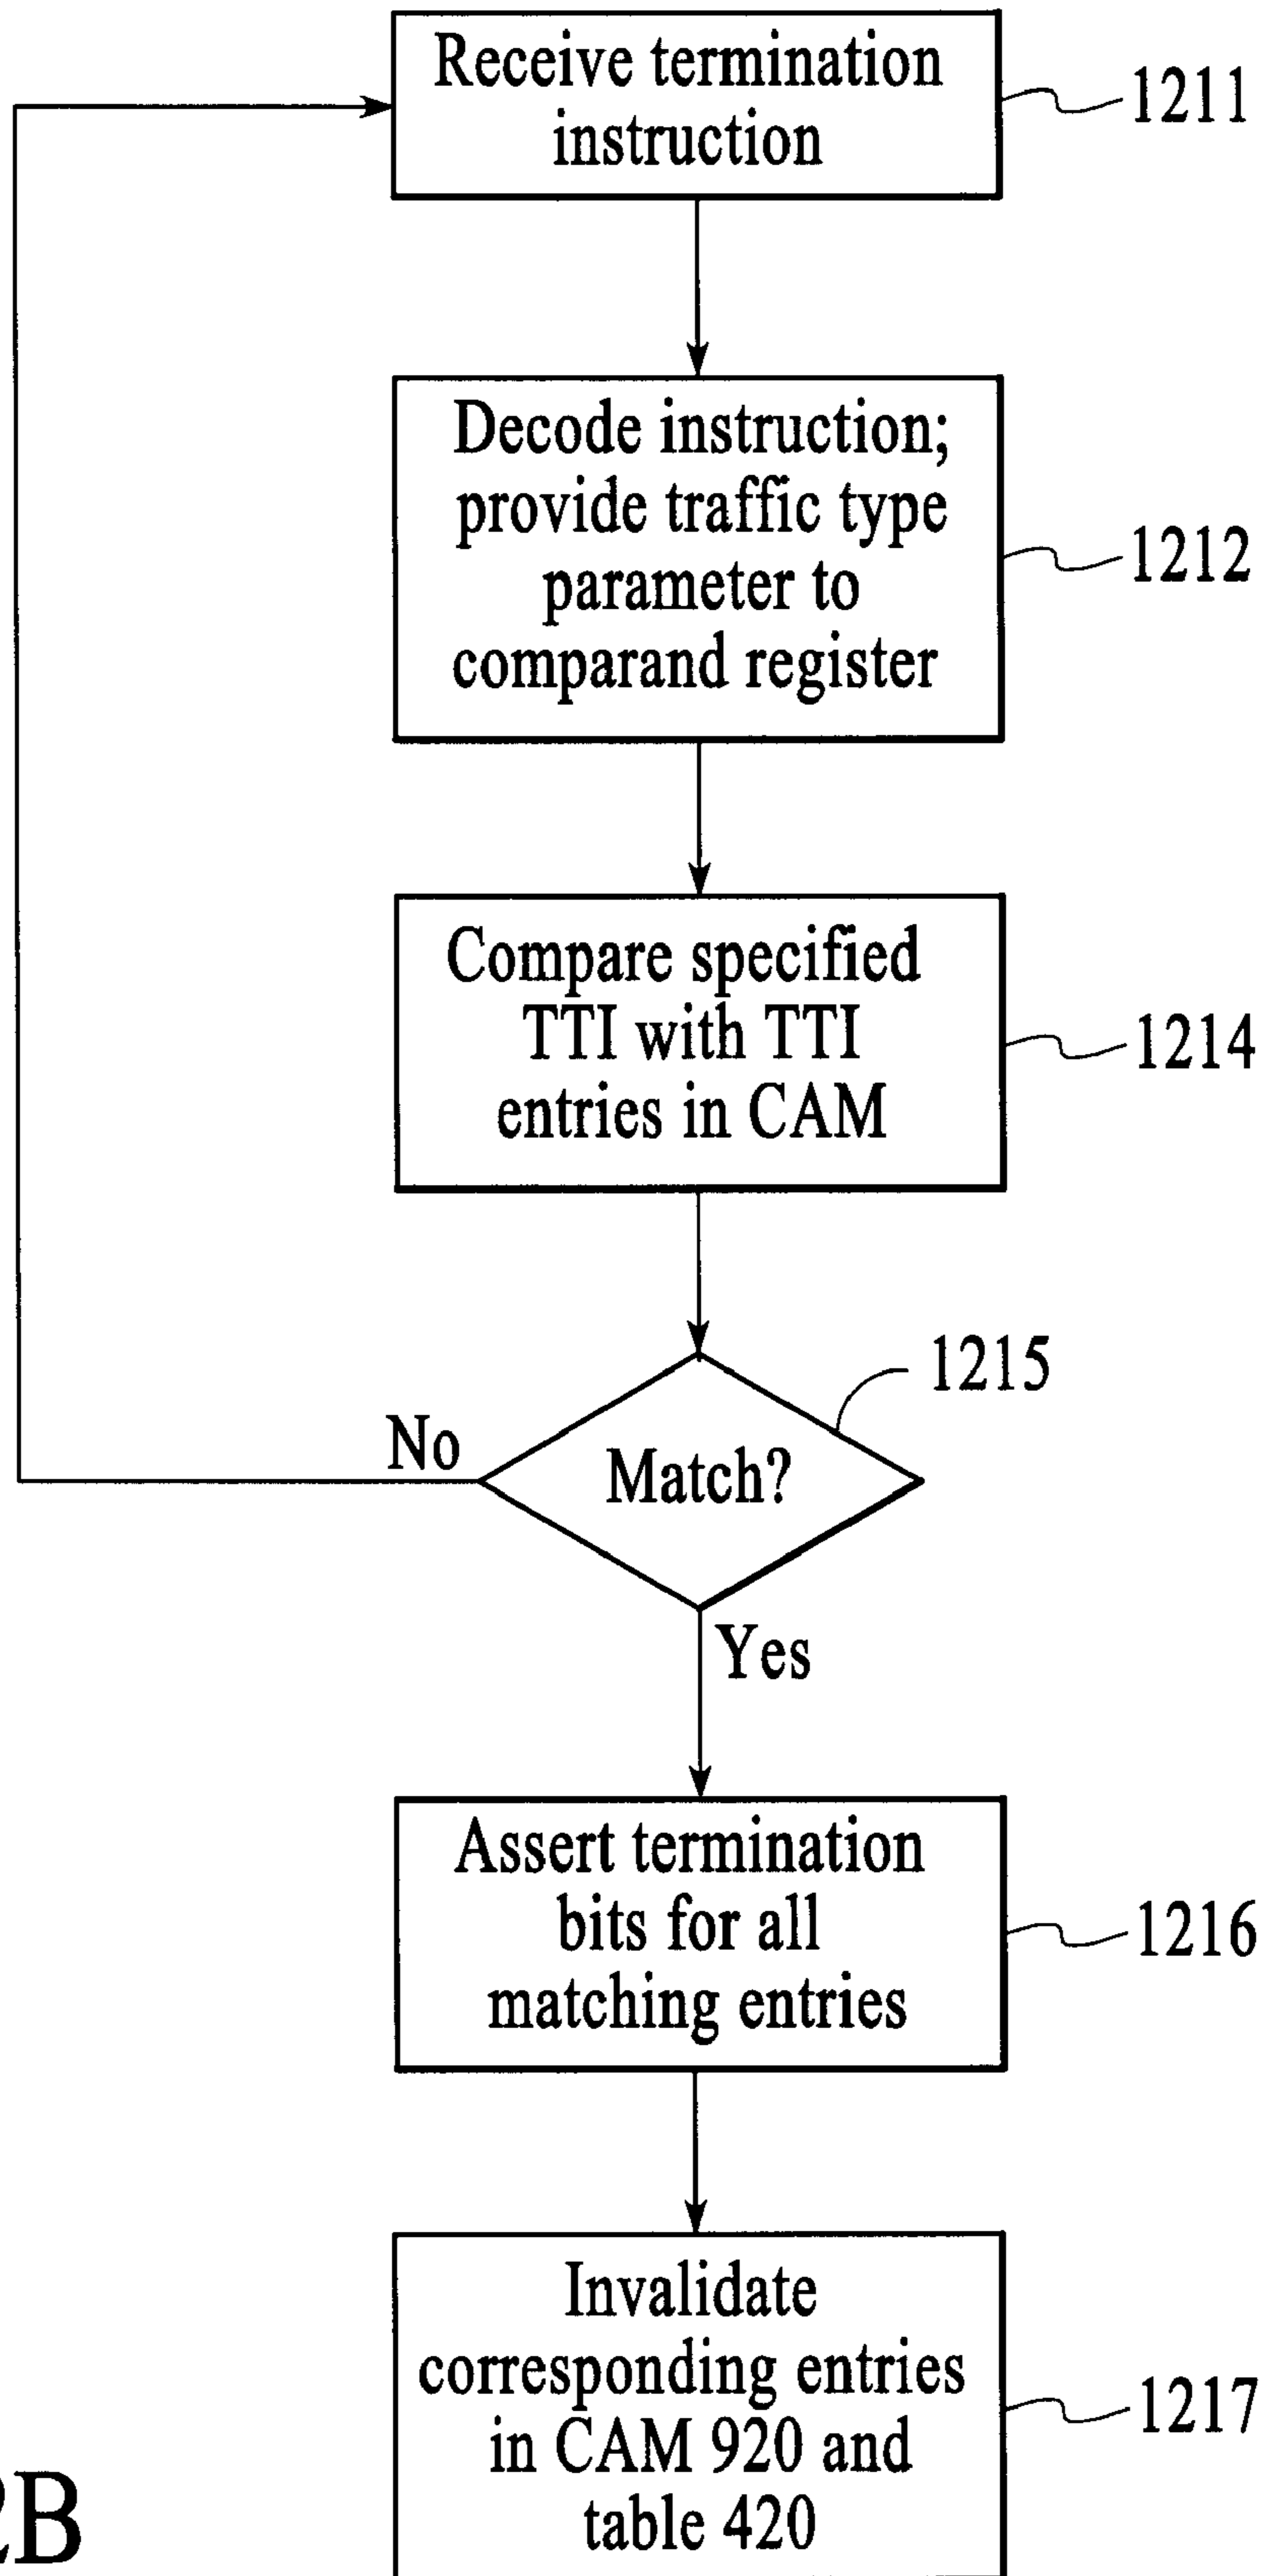 Receive termination
instruction
1211
Decode instruction;
provide traffic type
parameter to
comparand register
1212
Compare specified
TTI with TTI
entries in CAM
1214
1215
No
Match?
Yes
Assert termination
bits for all
matching entries
1216
Invalidate
corresponding entries
in CAM 920 and
table 420
1217
2B